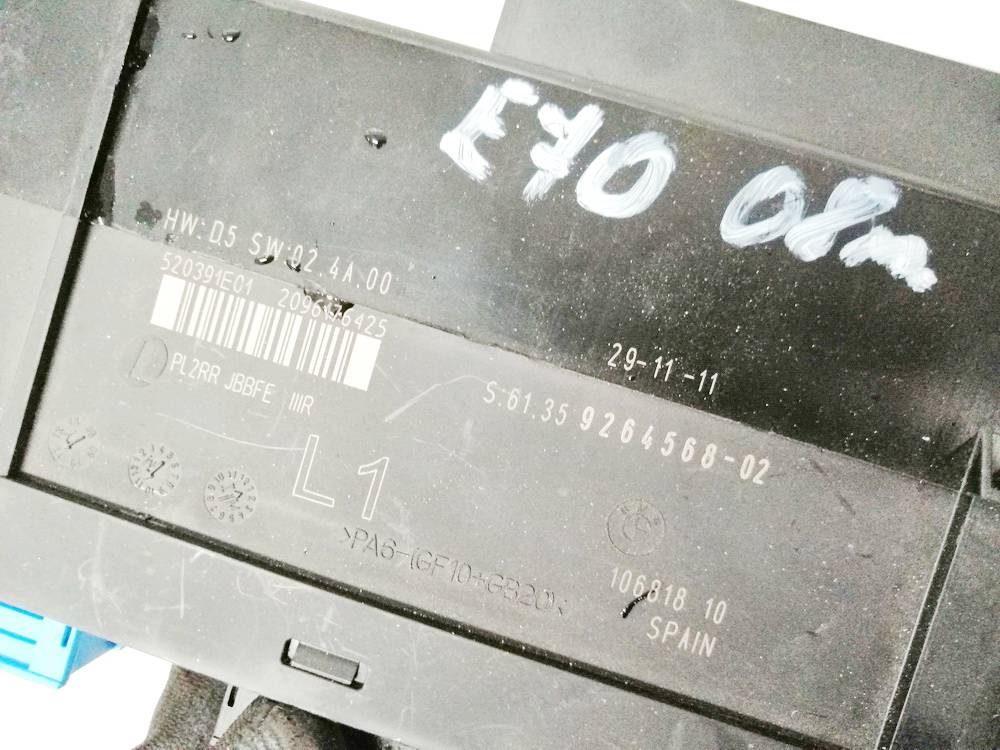 E70 08m
HW:D5 SW:02.4A.00
520391E01 2096676425
PL2RR JBBFE IIIR
29-11-11
S:61.35 9264568-02
L1
>PA6-(GF10+GB20)<
106818 10
SPAIN